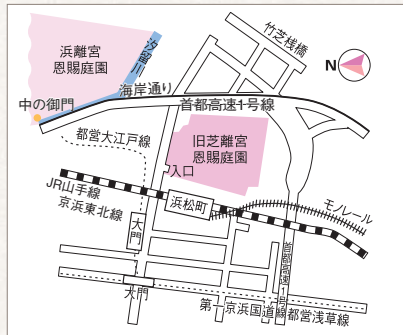 浜離宮
恩賜庭園
汐留川
竹芝桟橋
N
海岸通り
中の御門
首都高速1号線
都営大江戸線
旧芝離宮
恩賜庭園
入口
JR山手線
京浜東北線
浜松町
モノレール
大門
首都高速1号線
大門
第一京浜国道
都営浅草線